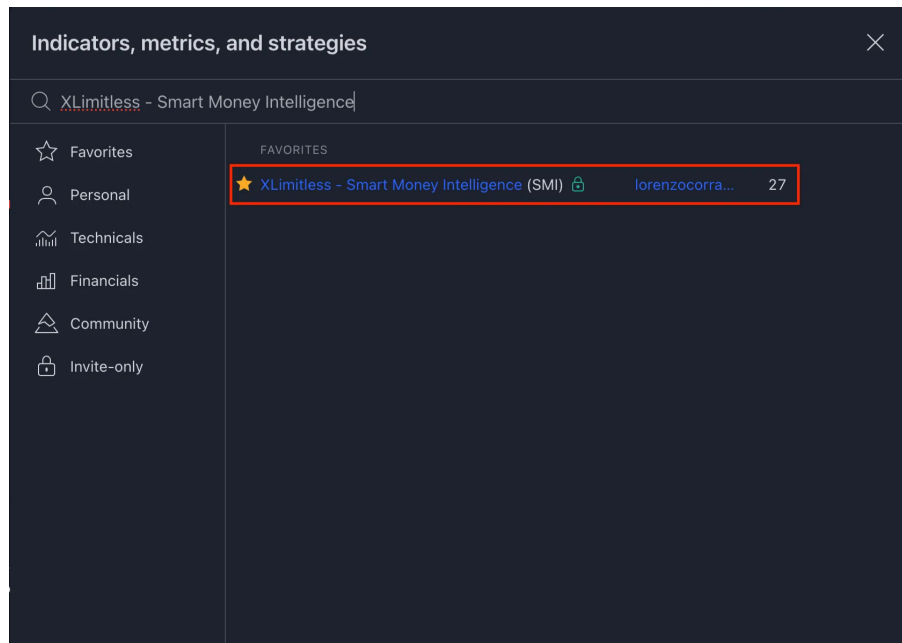 Indicators, metrics, and strategies
XLimitless - Smart Money Intelligence
Favorites
Personal
Technicals
Financials
Community
Invite-only
FAVORITES
XLimitless - Smart Money Intelligence (SMI) lorenzocorra... 27